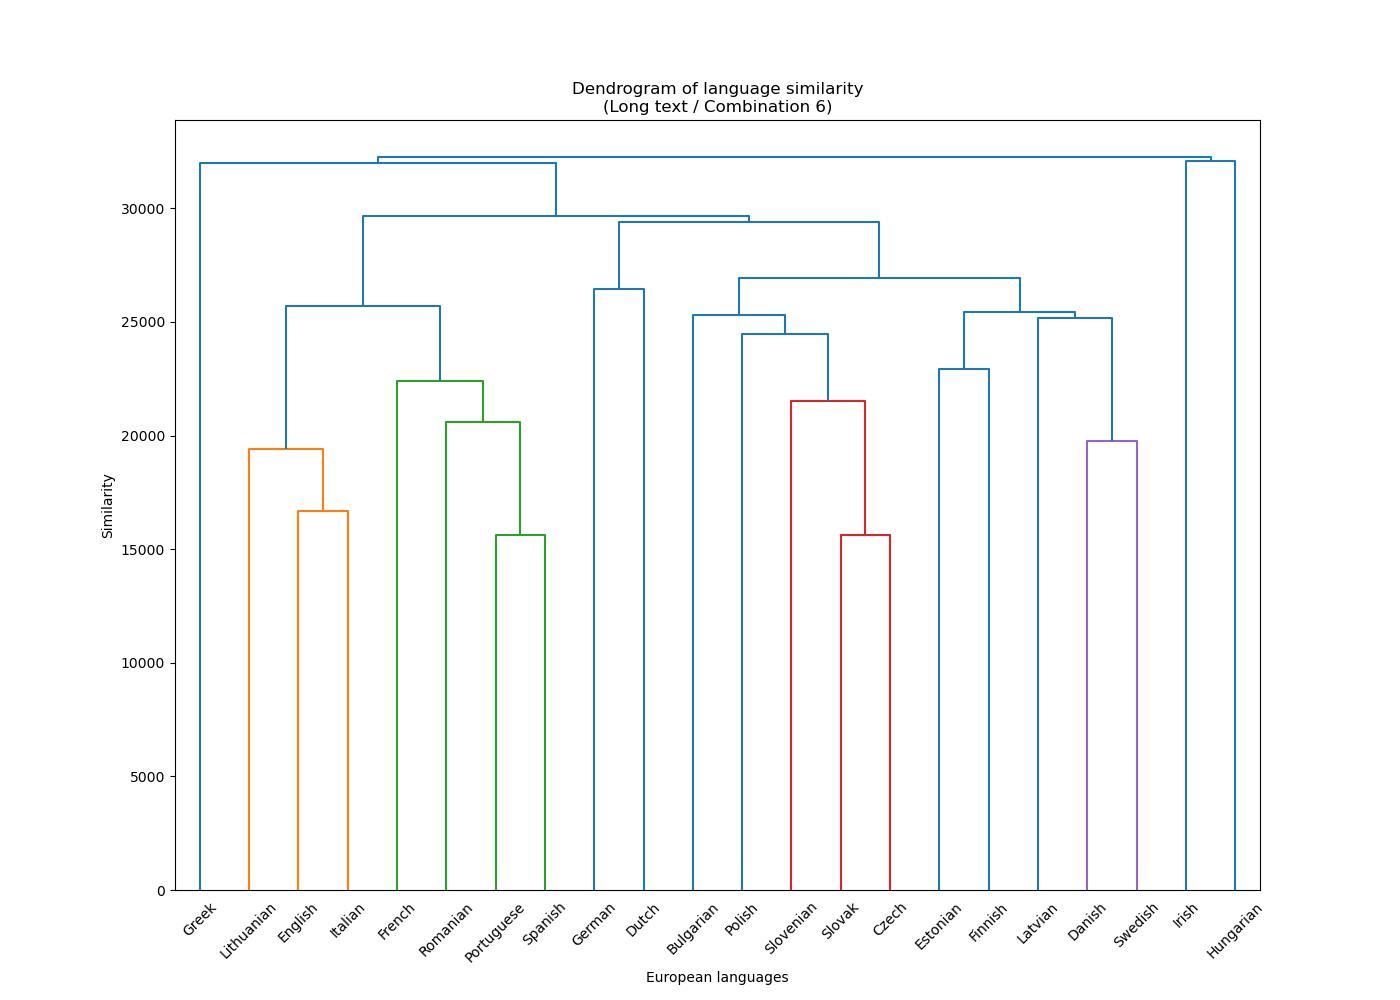 Dendrogram of language similarity
(Long text / Combination 6)
30000
25000
20000
15000
10000
5000
0
Similarity
Greek
Lithuanian
English
Italian
French
Romanian
Portuguese
Spanish
German
Dutch
Bulgarian
Polish
Slovenian
Slovak
Czech
Estonian
Finnish
Latvian
Danish
Swedish
Irish
Hungarian
European languages